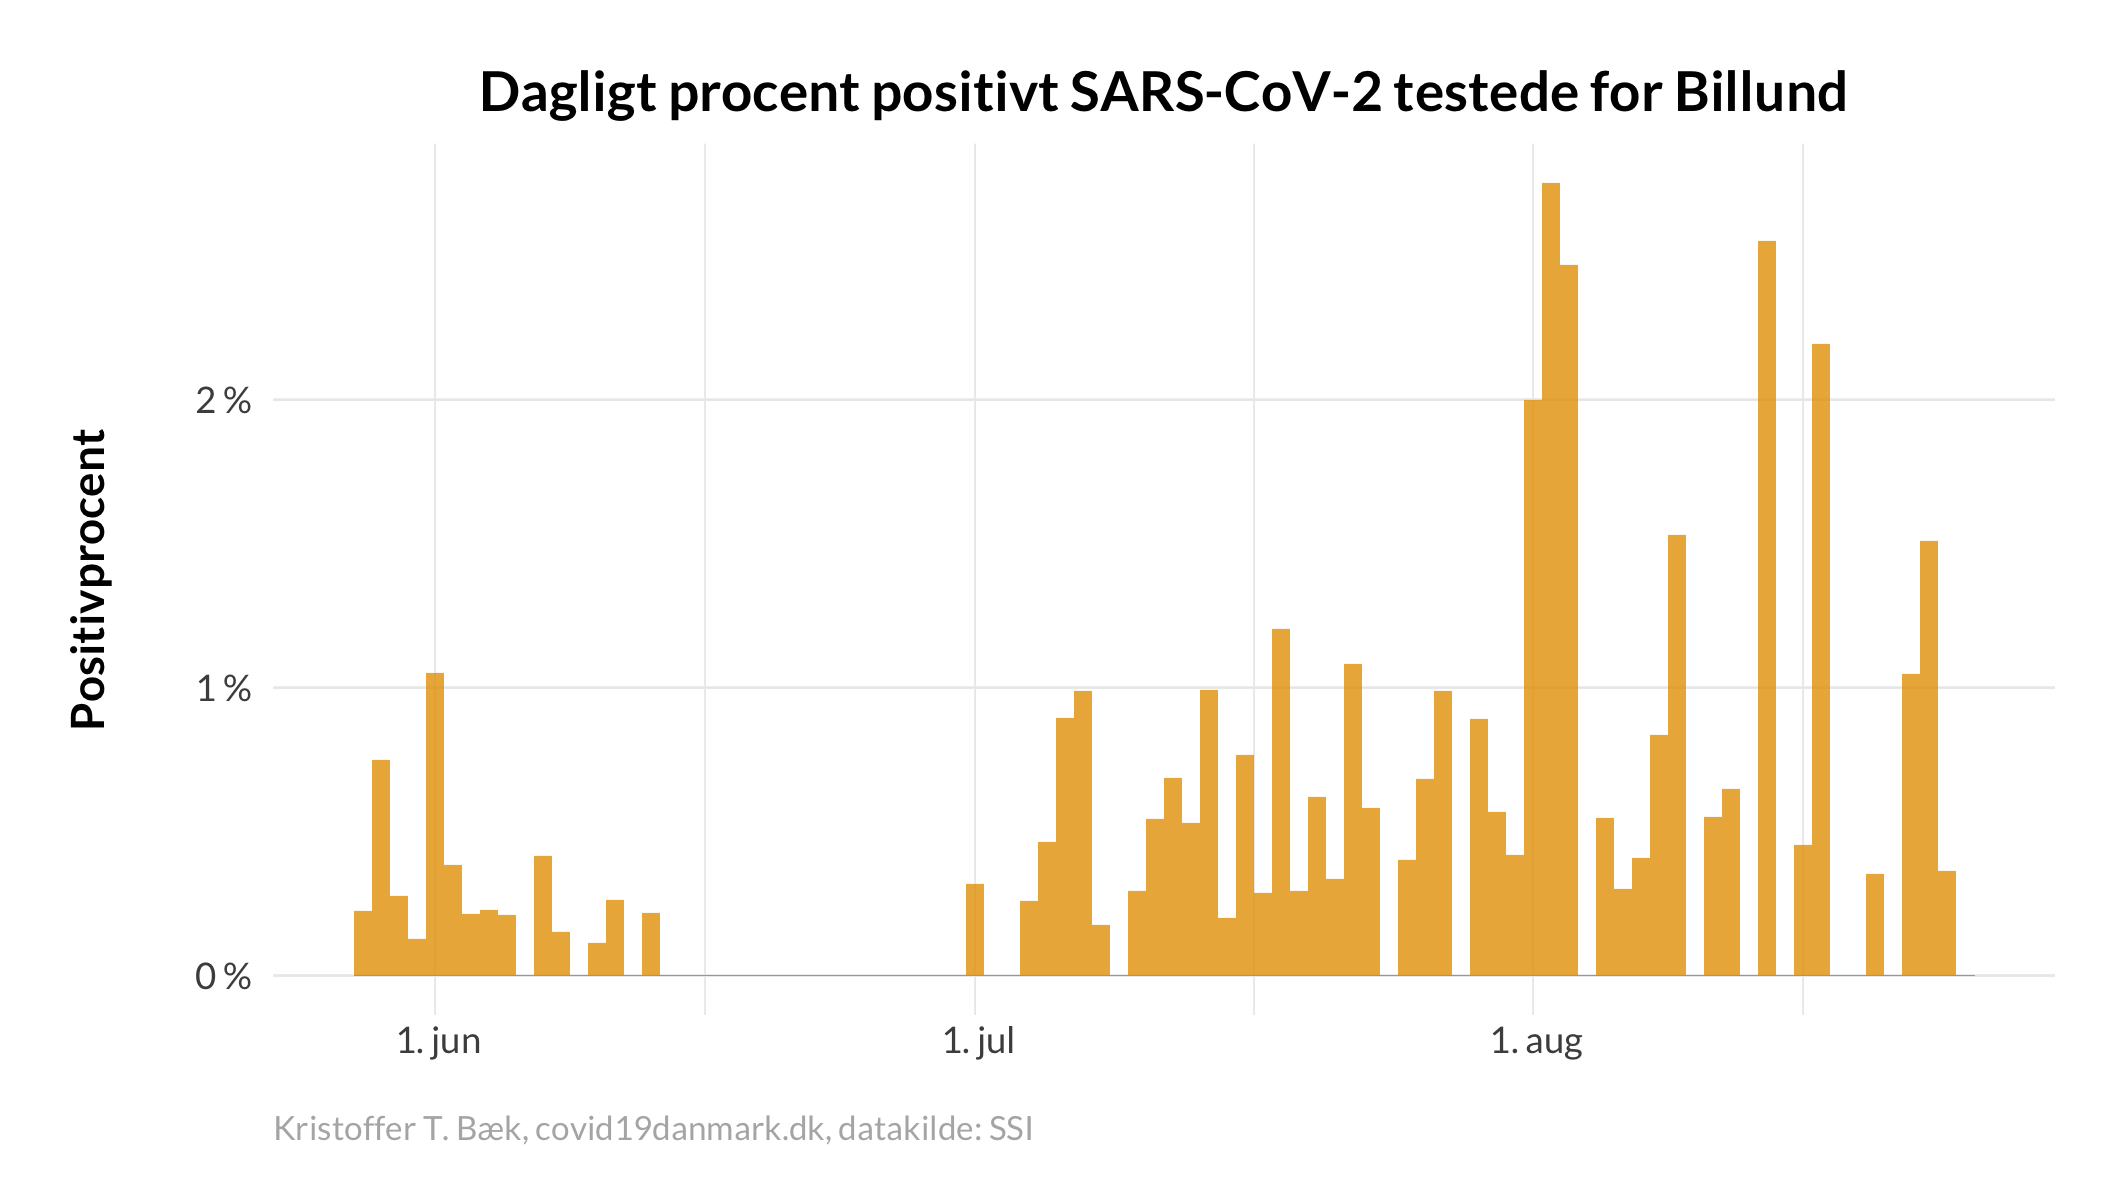 Dagligt procent positivt SARS-CoV-2 testede for Billund
Positivprocent
2 %
1 %
0 %
1. jun
1. jul
1. aug
Kristoffer T. Bæk, covid19danmark.dk, datakilde: SSI